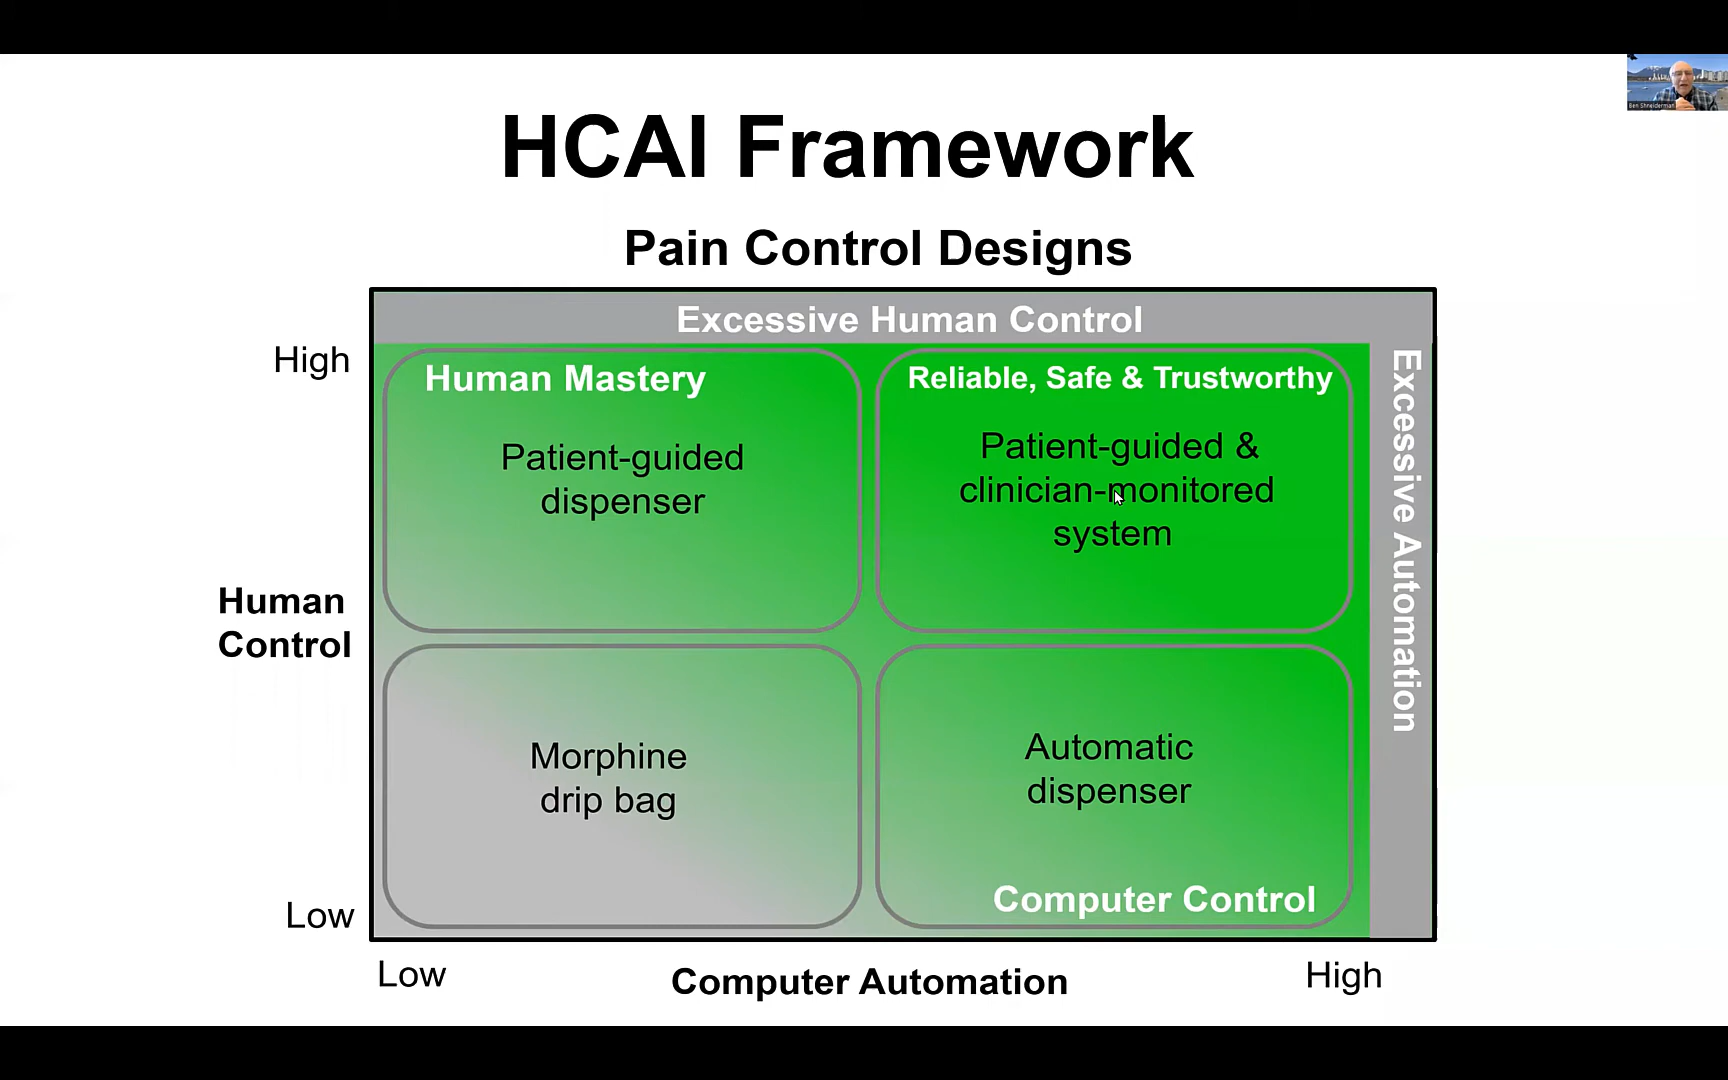 HCAI Framework
Pain Control Designs
Excessive Human Control
High
Human Mastery
Patient-guided
dispenser
Reliable, Safe & Trustworthy
Patient-guided &
clinician-monitored
system
Excessive Automation
Human
Control
Morphine
drip bag
Automatic
dispenser
Computer Control
Low
Low
Computer Automation
High
Ben Shneiderman